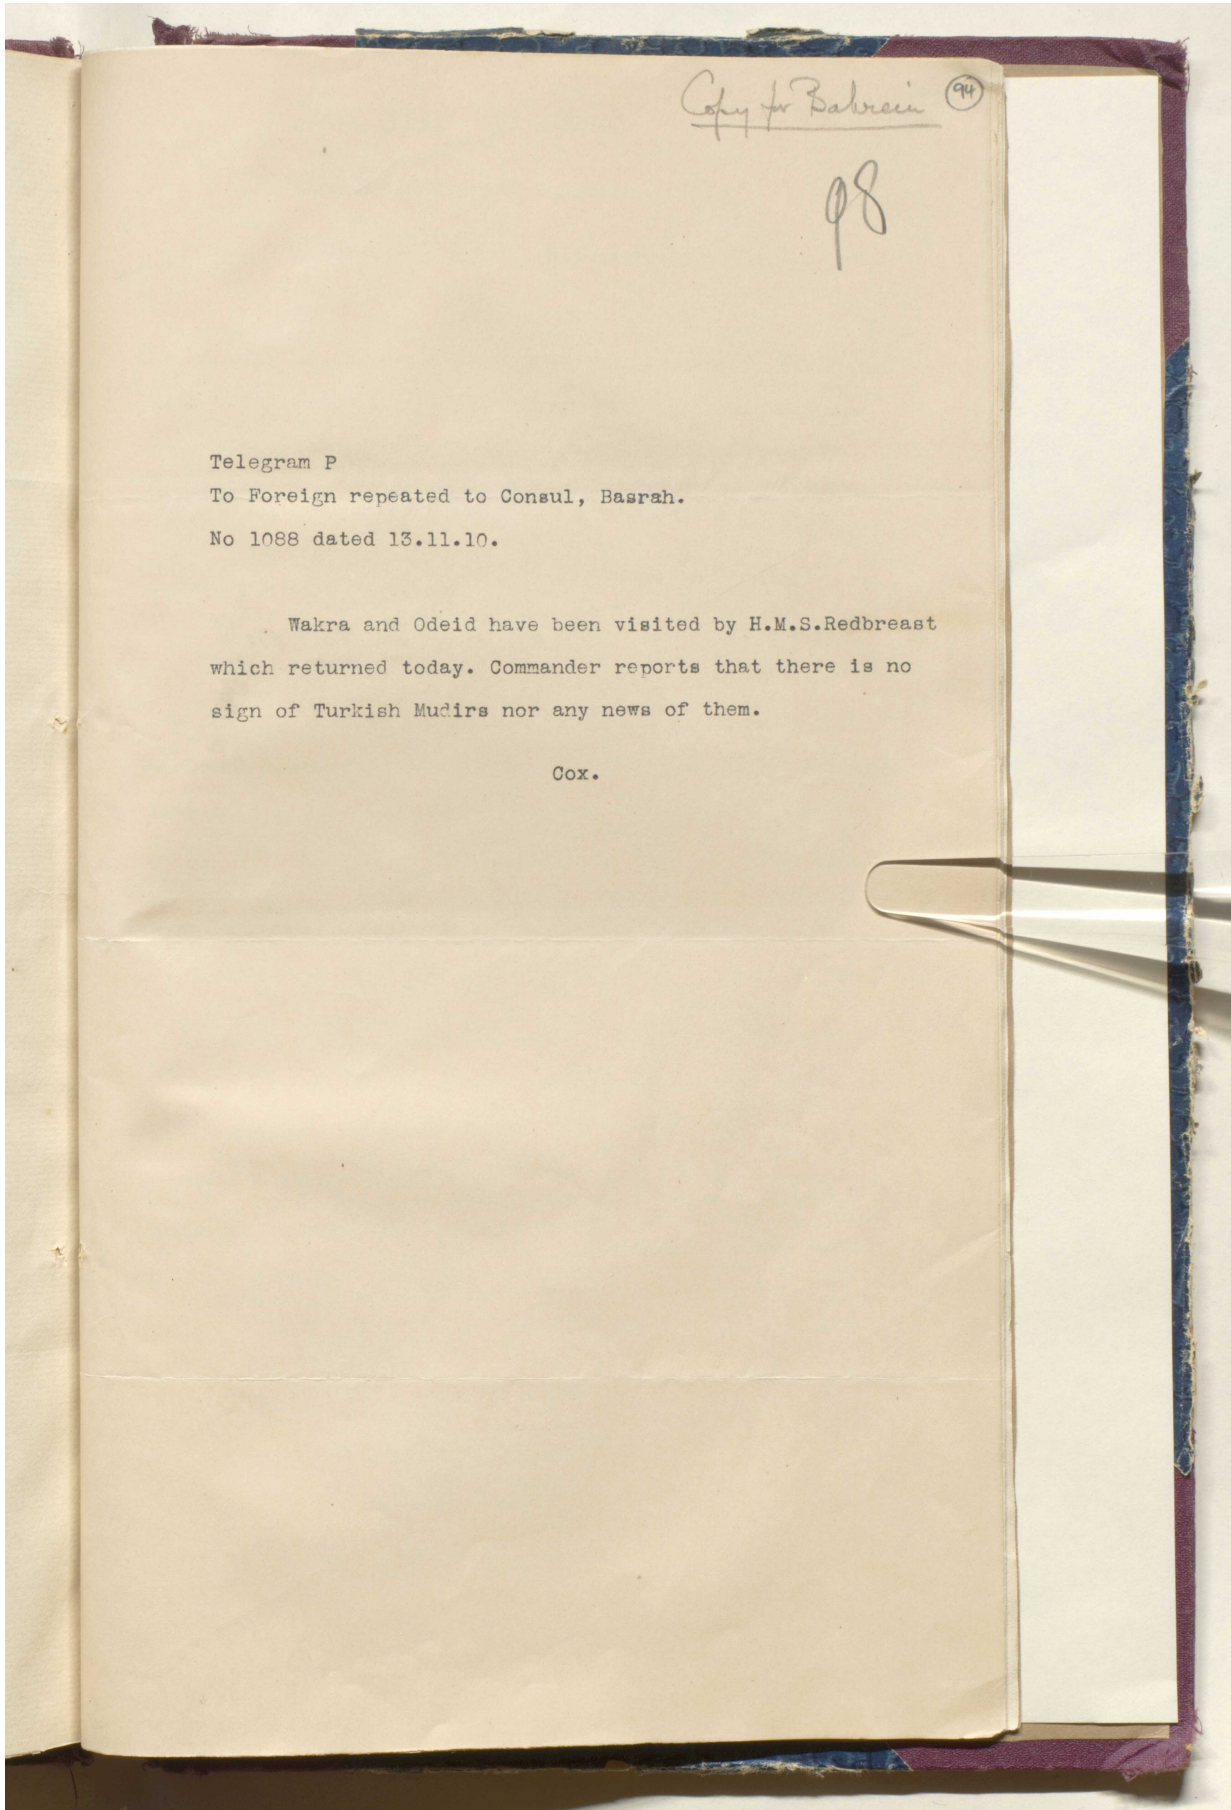 Copy for Bahrein
94
98
Telegram P
To Foreign repeated to Consul, Basrah.
No 1088 dated 13.11.10.
Wakra and Odeid have been visited by H.M.S.Redbreast
which returned today. Commander reports that there is no
sign of Turkish Mudirs nor any news of them.
Cox.